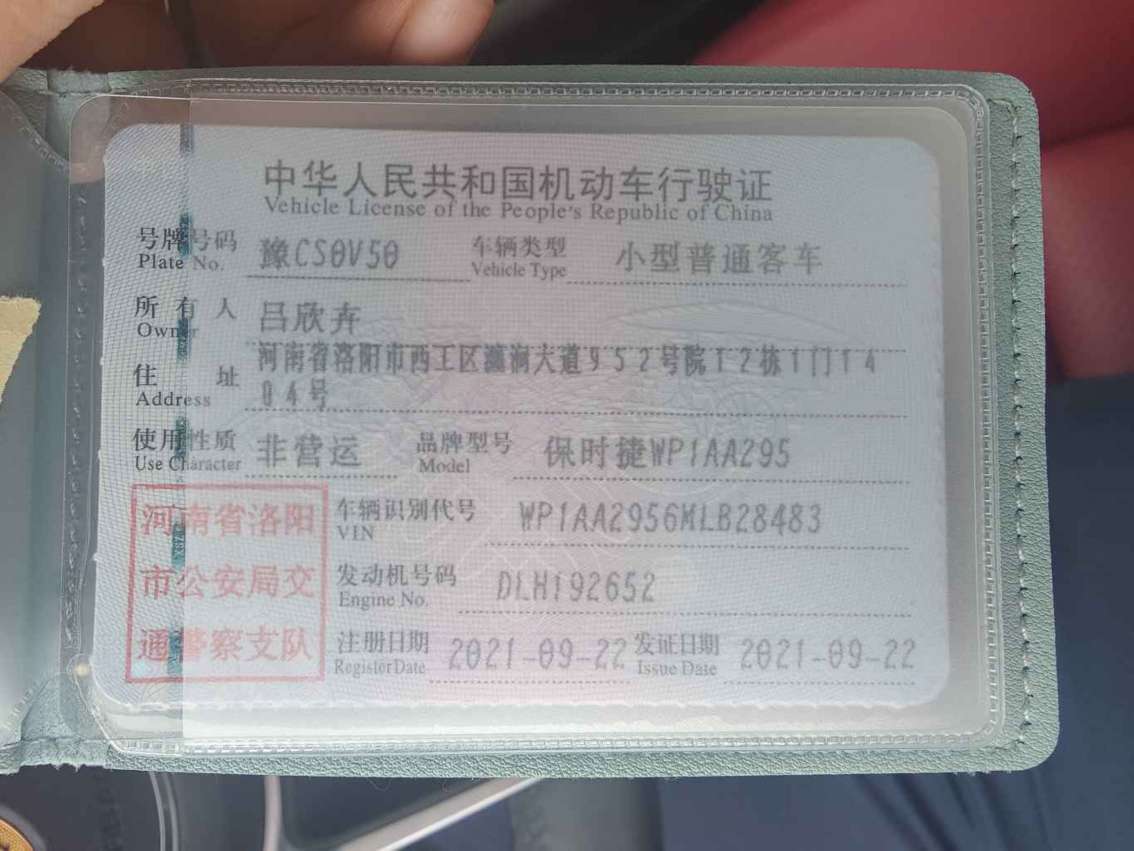 中华人民共和国机动车行驶证
Vehicle License of the People's Republic of China
号牌号码 豫CS0V50 车辆类型 小型普通客车
Plate No. Vehicle Type
所有人 吕欣卉
Owner
住址 河南省洛阳市西工区瀍涧大道952号院12栋1门14
Address 04号
使用性质 非营运 品牌型号 保时捷WP1AA295
Use Character Model
河南省洛阳 车辆识别代号 WP1AA2956MLB28483
VIN
市公安局交 发动机号码 DLH192652
Engine No.
通警察支队 注册日期 2021-09-22 发证日期 2021-09-22
Register Date Issue Date